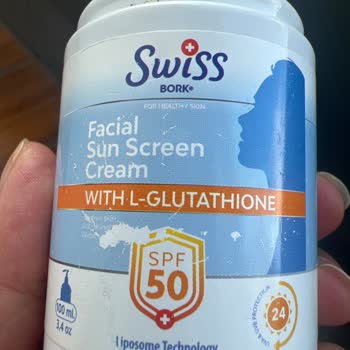 Swiss
BORK®
FOR HEALTHY SKIN
Facial
Sun Screen
Cream
WITH L-GLUTATHIONE
SPF
50
100 ml.
3,4 oz
24
Liposome Technology